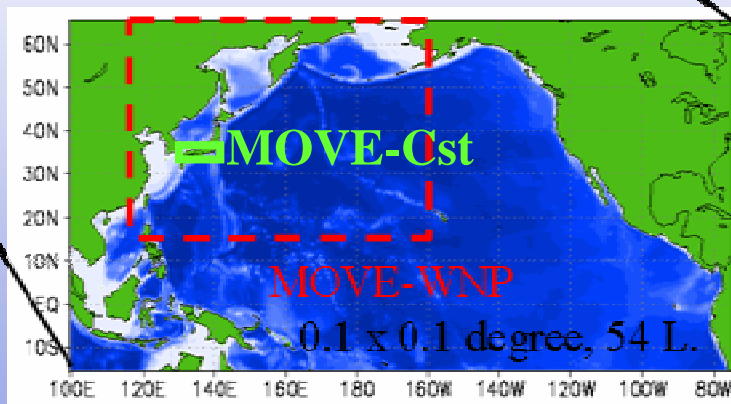 60N
50N
40N
MOVE-Cst
30N
20N
10N
MOVE-WNP
EQ
0.1 x 0.1 degree, 54 L.
10S
100E 120E 140E 160E 180 160W 140W 120W 100W 80W